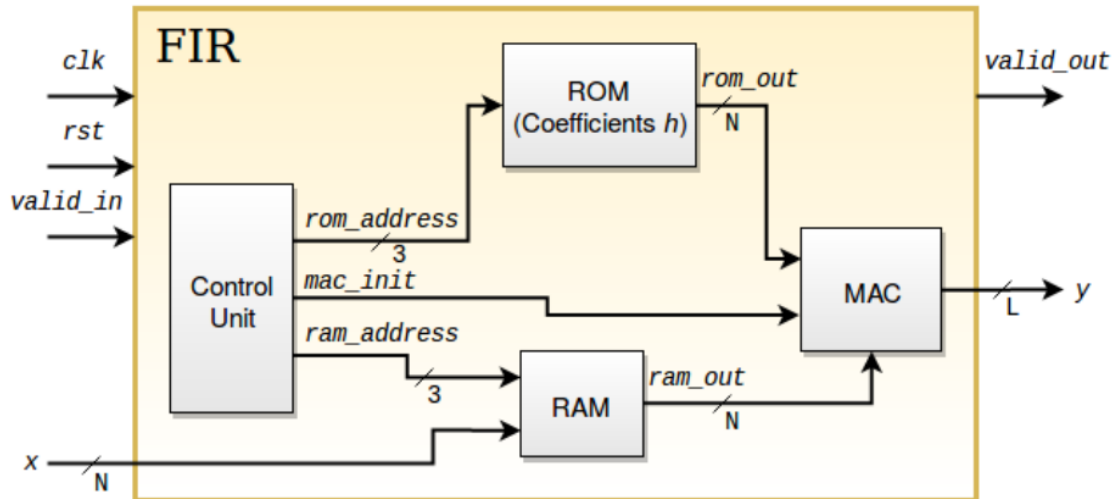 FIR
clk
rst
valid_in
valid_out
ROM
(Coefficients h)
rom_out
N
rom_address
3
Control
Unit
mac_init
MAC
y
L
ram_address
3
RAM
ram_out
N
x
N